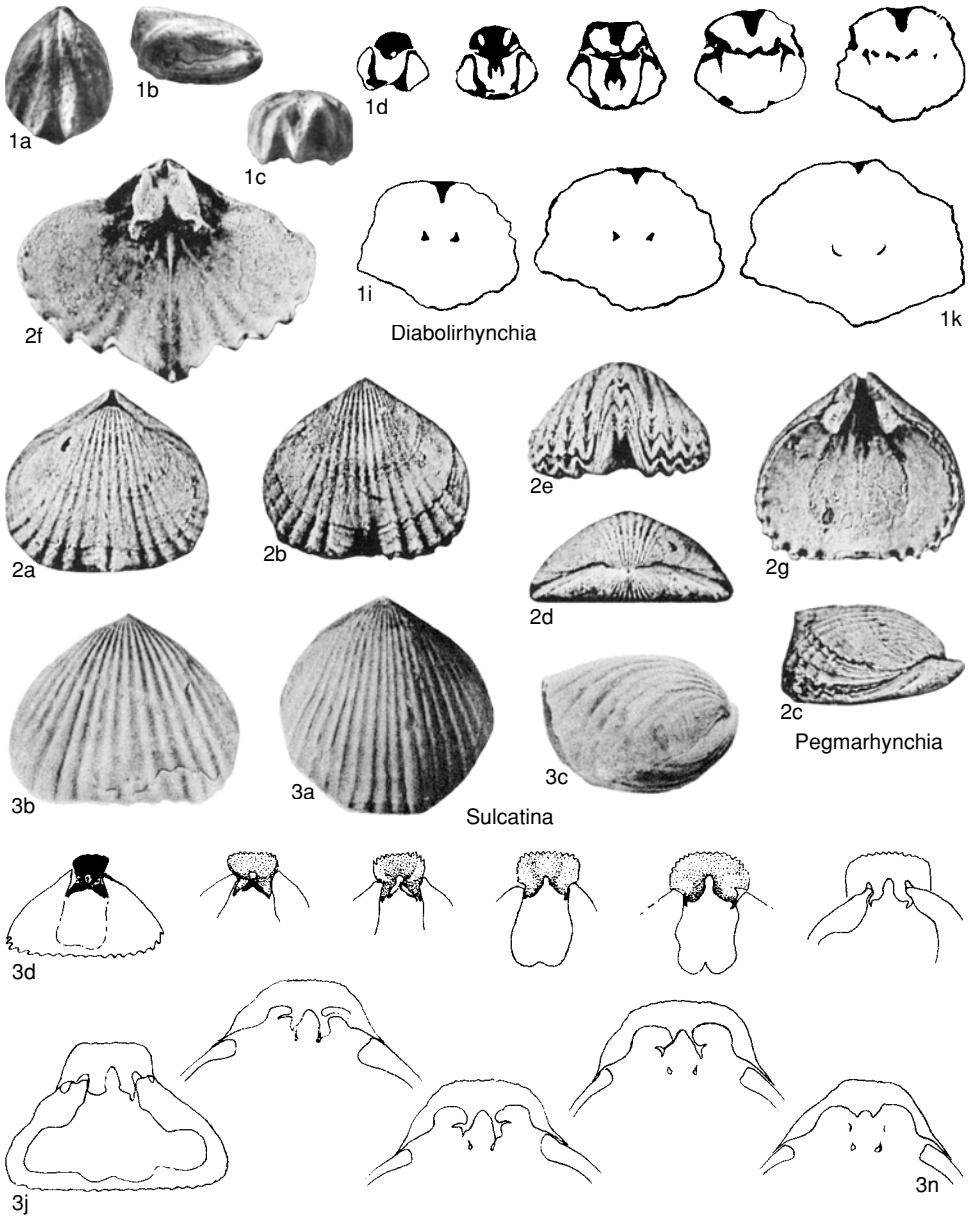 1a
1b
1c
1d
2f
1i
1k
Diabolirhynchia
2a
2b
2e
2d
2g
2c
Pegmarhynchia
3b
3a
3c
Sulcatina
3d
3j
3n